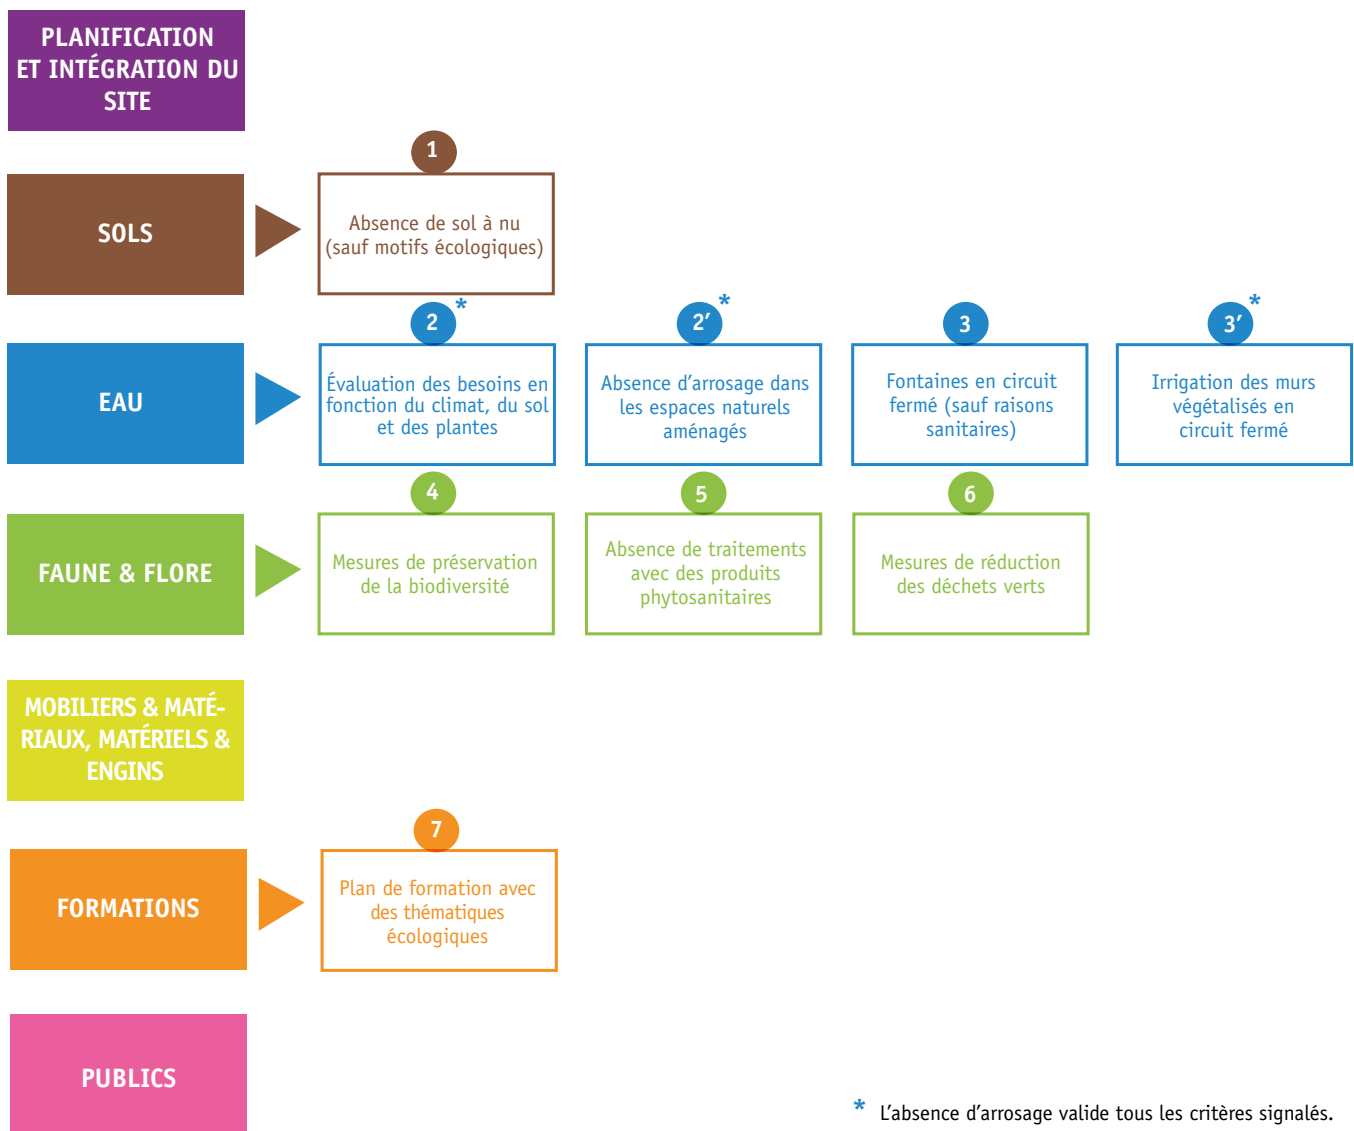 PLANIFICATION
ET INTÉGRATION DU
SITE
1
SOLS
Absence de sol à nu
(sauf motifs écologiques)
2 *
2’ *
3
3’ *
EAU
Évaluation des besoins en
fonction du climat, du sol
et des plantes
Absence d’arrosage dans
les espaces naturels
aménagés
Fontaines en circuit
fermé (sauf raisons
sanitaires)
Irrigation des murs
végétalisés en
circuit fermé
4
5
6
FAUNE & FLORE
Mesures de préservation
de la biodiversité
Absence de traitements
avec des produits
phytosanitaires
Mesures de réduction
des déchets verts
MOBILIERS & MATÉ-
RIAUX, MATÉRIELS &
ENGINS
7
FORMATIONS
Plan de formation avec
des thématiques
écologiques
PUBLICS
* L’absence d’arrosage valide tous les critères signalés.